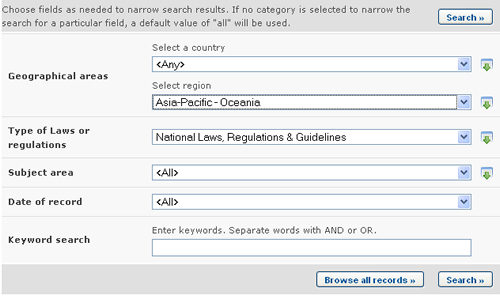 Choose fields as needed to narrow search results. If no category is selected to narrow the
search for a particular field, a default value of "all" will be used.
Search »
Select a country
<Any>
Geographical areas
Select region
Asia-Pacific - Oceania
Type of Laws or
regulations
National Laws, Regulations & Guidelines
Subject area
<All>
Date of record
<All>
Enter keywords. Separate words with AND or OR.
Keyword search
Browse all records »
Search »